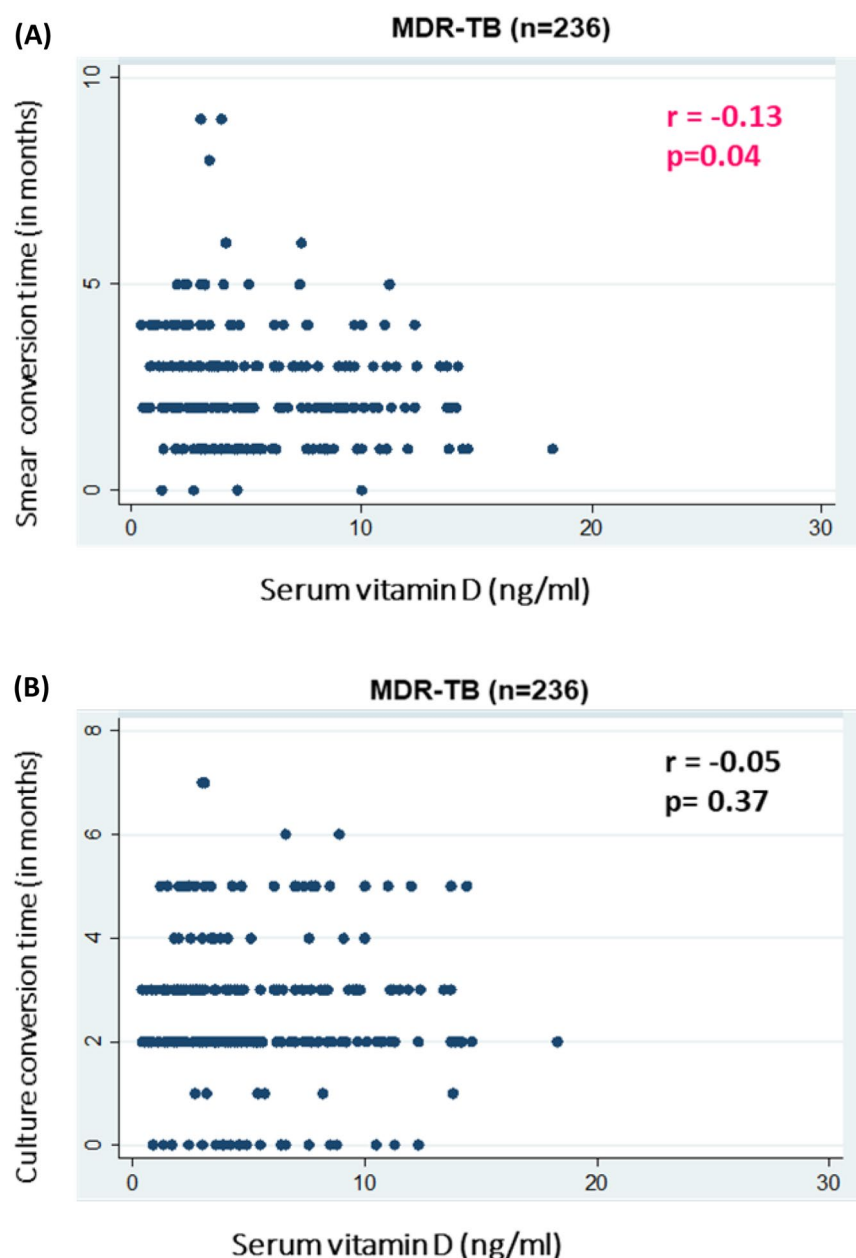 (A)
MDR-TB (n=236)
r = -0.13
p=0.04
Smear conversion time (in months)
10
5
0
0 10 20 30
Serum vitamin D (ng/ml)
(B)
MDR-TB (n=236)
r = -0.05
p= 0.37
Culture conversion time (in months)
8
6
4
2
0
0 10 20 30
Serum vitamin D (ng/ml)